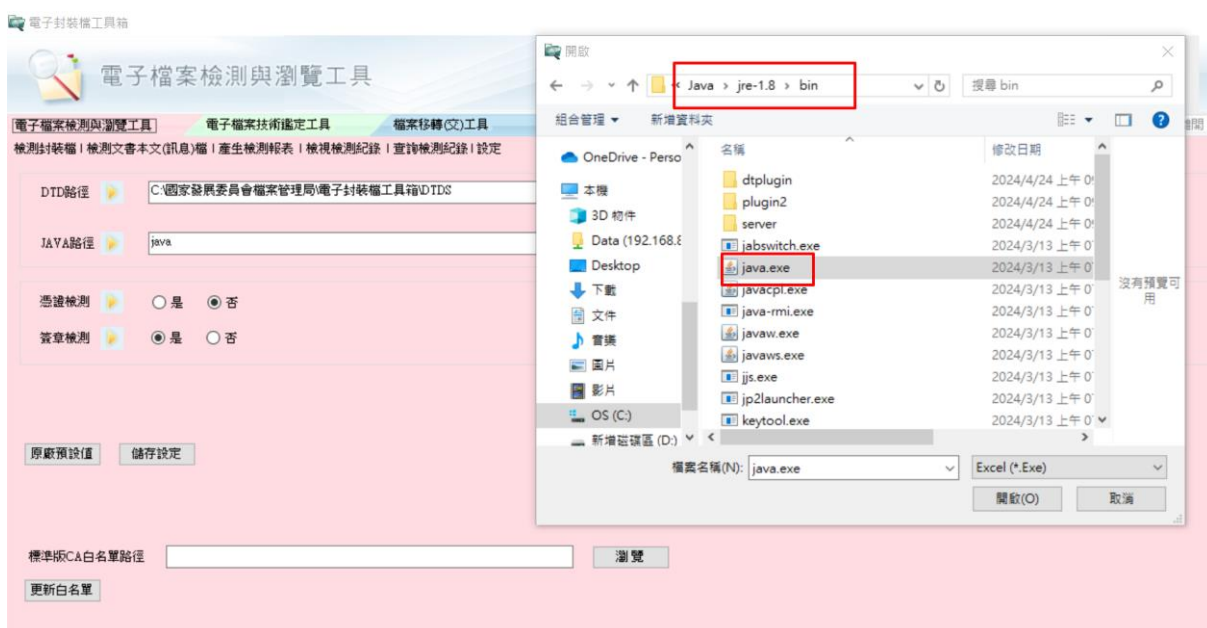 電子封裝檔工具箱
電子檔案檢測與瀏覽工具
電子檔案檢測與瀏覽工具 電子檔案技術鑑定工具 檔案移轉(交)工具
檢測封裝檔 | 檢測文書本文(訊息)檔 | 產生檢測報表 | 檢視檢測紀錄 | 查詢檢測紀錄 | 設定
DTD路徑 C:\國家發展委員會檔案管理局\電子封裝檔工具箱\DTDS
JAVA路徑 java
憑證檢測 是 否
簽章檢測 是 否
原廠預設值 儲存設定
標準版CA白名單路徑 瀏覽
更新白名單
開啟
« Java > jre-1.8 > bin 搜尋 bin
組合管理 新增資料夾
OneDrive - Perso
本機
3D 物件
Data (192.168.8
Desktop
下載
文件
音樂
圖片
影片
OS (C:)
新增磁碟區 (D:)
名稱 修改日期
dtplugin 2024/4/24 上午 0
plugin2 2024/4/24 上午 0
server 2024/4/24 上午 0
jabswitch.exe 2024/3/13 上午 0
java.exe 2024/3/13 上午 0
javacpl.exe 2024/3/13 上午 0
java-rmi.exe 2024/3/13 上午 0
javaw.exe 2024/3/13 上午 0
javaws.exe 2024/3/13 上午 0
jjs.exe 2024/3/13 上午 0
jp2launcher.exe 2024/3/13 上午 0
keytool.exe 2024/3/13 上午 0
沒有預覽可
用
檔案名稱(N): java.exe Excel (*.Exe)
開啟(O) 取消